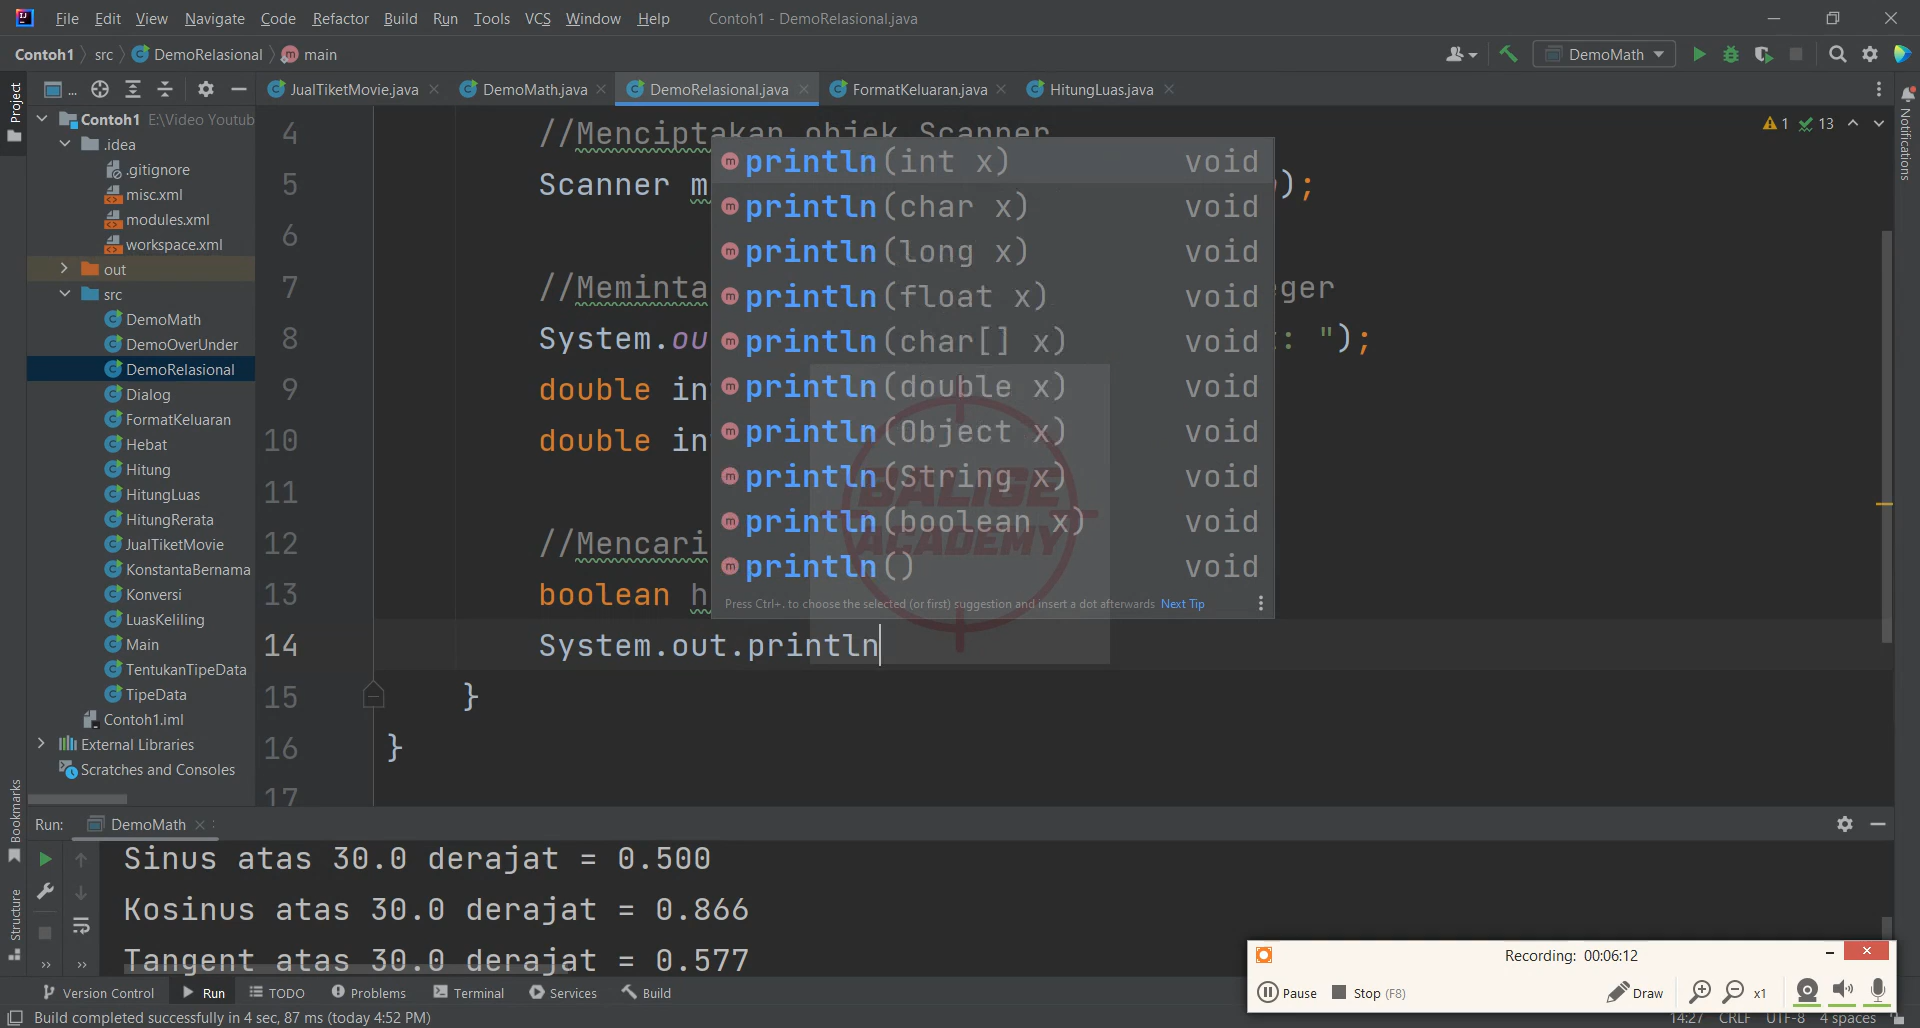 File Edit View Navigate Code Refactor Build Run Tools VCS Window Help Contoh1 - DemoRelasional.java
Contoh1 src DemoRelasional main DemoMath
Project ... JualTiketMovie.java DemoMath.java DemoRelasional.java FormatKeluaran.java HitungLuas.java
Notifications
Contoh1 E:\Video Youtub
.idea
.gitignore
misc.xml
modules.xml
workspace.xml
out
src
DemoMath
DemoOverUnder
DemoRelasional
Dialog
FormatKeluaran
Hebat
Hitung
HitungLuas
HitungRerata
JualTiketMovie
KonstantaBernama
Konversi
LuasKeliling
Main
TentukanTipeData
TipeData
Contoh1.iml
External Libraries
Scratches and Consoles
1 13
4 //Menciptakan objek Scanner
5 Scanner m );
6
7 //Meminta eger
8 System.ou : ");
9 double in
10 double in
11
12 //Mencari
13 boolean h
14 System.out.println
15 }
16 }
17
println(int x) void
println(char x) void
println(long x) void
println(float x) void
println(char[] x) void
println(double x) void
println(Object x) void
println(String x) void
println(boolean x) void
println() void
Press Ctrl+. to choose the selected (or first) suggestion and insert a dot afterwards Next Tip
BALIGE
ACADEMY
Bookmarks
Structure
Run: DemoMath
Sinus atas 30.0 derajat = 0.500
Kosinus atas 30.0 derajat = 0.866
Tangent atas 30.0 derajat = 0.577
Recording: 00:06:12
Pause Stop (F8) Draw x1
Version Control Run TODO Problems Terminal Services Build
Build completed successfully in 4 sec, 87 ms (today 4:52 PM) 14:27 CRLF UTF-8 4 spaces